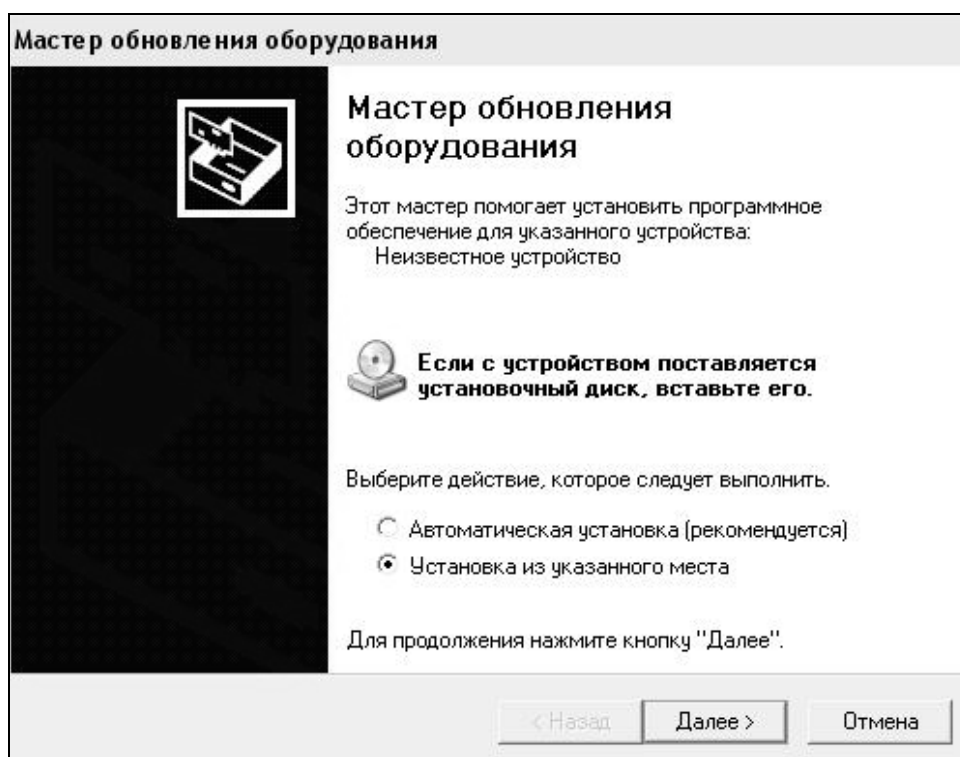 Мастер обновления оборудования
Мастер обновления
оборудования
Этот мастер помогает установить программное
обеспечение для указанного устройства:
Неизвестное устройство
Если с устройством поставляется
установочный диск, вставьте его.
Выберите действие, которое следует выполнить.
Автоматическая установка (рекомендуется)
Установка из указанного места
Для продолжения нажмите кнопку "Далее".
< Назад Далее > Отмена